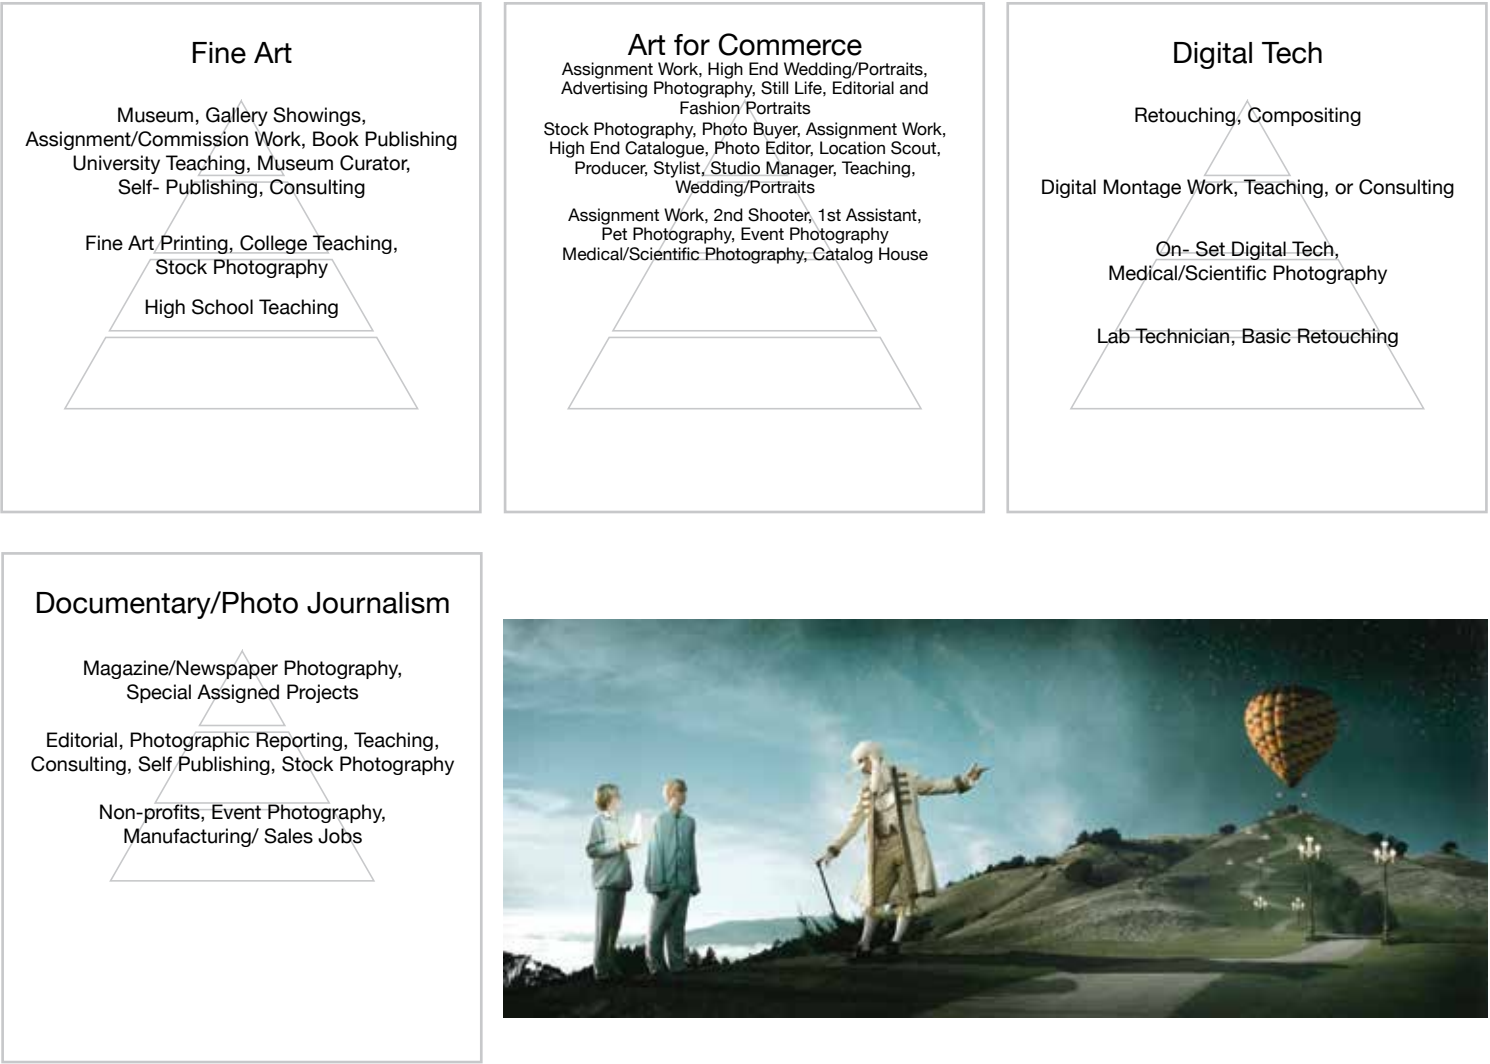 Fine Art
Museum, Gallery Showings,
Assignment/Commission Work, Book Publishing
University Teaching, Museum Curator,
Self- Publishing, Consulting
Fine Art Printing, College Teaching,
Stock Photography
High School Teaching
Art for Commerce
Assignment Work, High End Wedding/Portraits,
Advertising Photography, Still Life, Editorial and
Fashion Portraits
Stock Photography, Photo Buyer, Assignment Work,
High End Catalogue, Photo Editor, Location Scout,
Producer, Stylist, Studio Manager, Teaching,
Wedding/Portraits
Assignment Work, 2nd Shooter, 1st Assistant,
Pet Photography, Event Photography
Medical/Scientific Photography, Catalog House
Digital Tech
Retouching, Compositing
Digital Montage Work, Teaching, or Consulting
On- Set Digital Tech,
Medical/Scientific Photography
Lab Technician, Basic Retouching
Documentary/Photo Journalism
Magazine/Newspaper Photography,
Special Assigned Projects
Editorial, Photographic Reporting, Teaching,
Consulting, Self Publishing, Stock Photography
Non-profits, Event Photography,
Manufacturing/ Sales Jobs